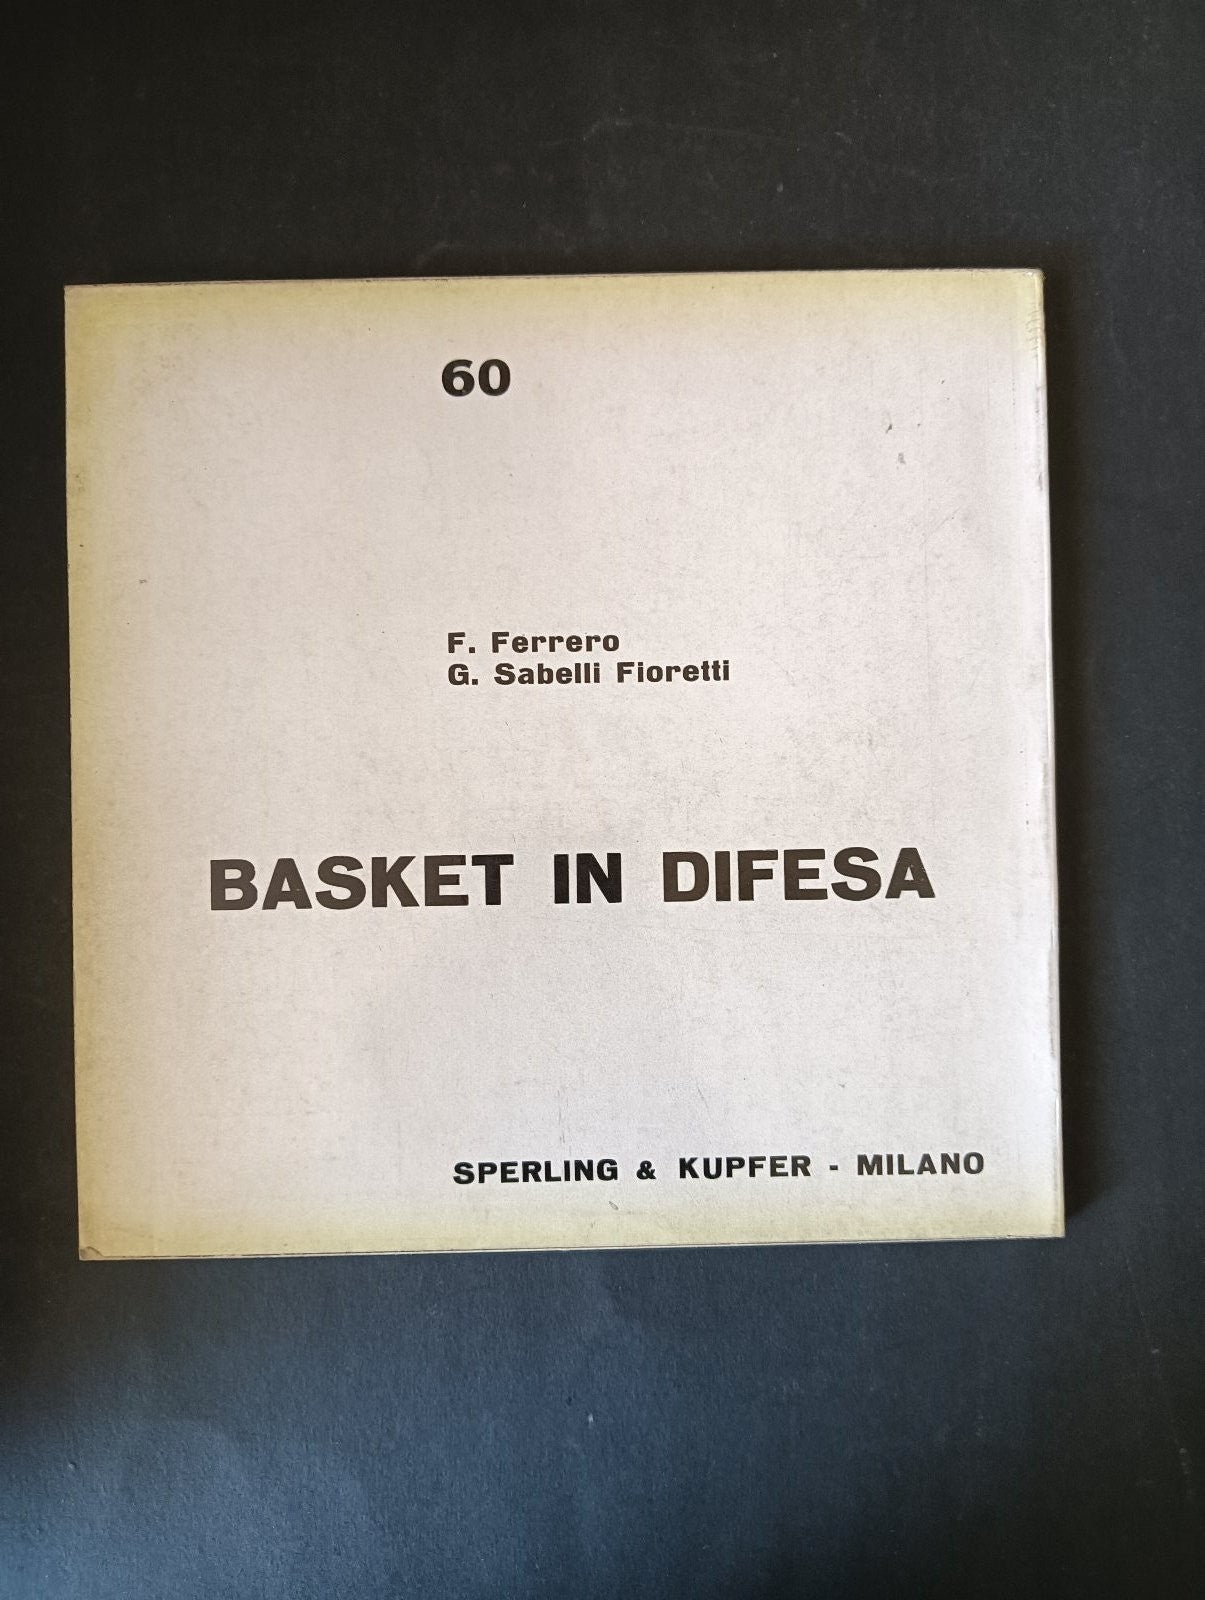 60
F. Ferrero
G. Sabelli Fioretti
BASKET IN DIFESA
SPERLING & KUPFER - MILANO